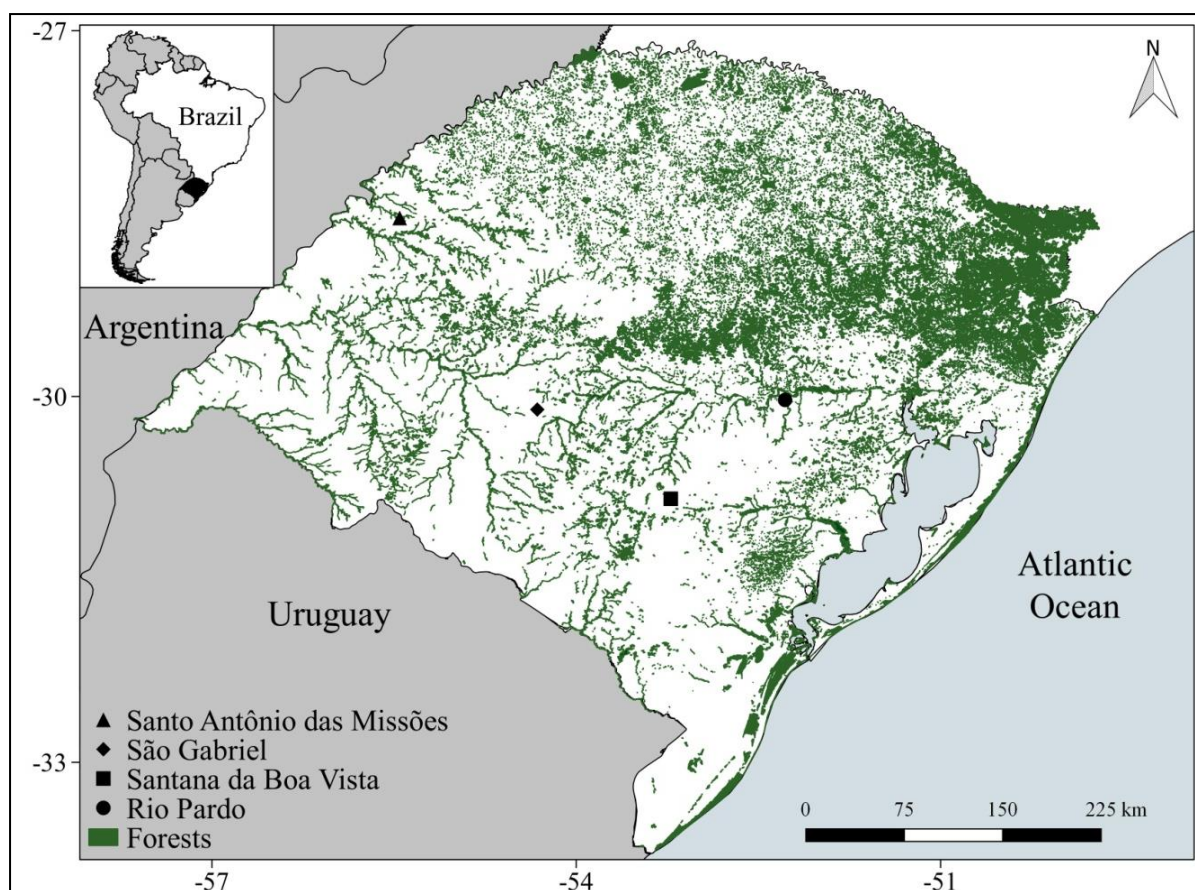 -27
N
Brazil
Argentina
-30
Atlantic
Ocean
Uruguay
Santo Antônio das Missões
São Gabriel
-33
Santana da Boa Vista
Rio Pardo
Forests
0 75 150 225 km
-57 -54 -51